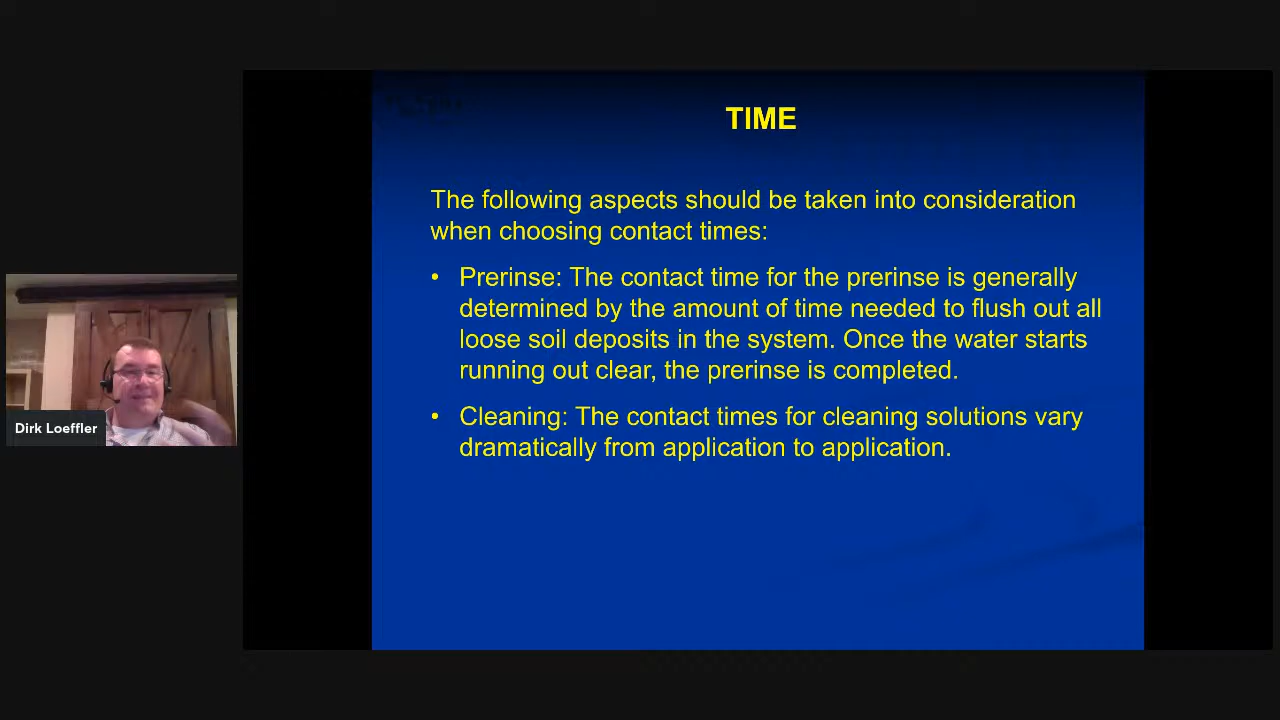 TIME
The following aspects should be taken into consideration
when choosing contact times:
• Prerinse: The contact time for the prerinse is generally
determined by the amount of time needed to flush out all
loose soil deposits in the system. Once the water starts
running out clear, the prerinse is completed.
• Cleaning: The contact times for cleaning solutions vary
dramatically from application to application.
Dirk Loeffler